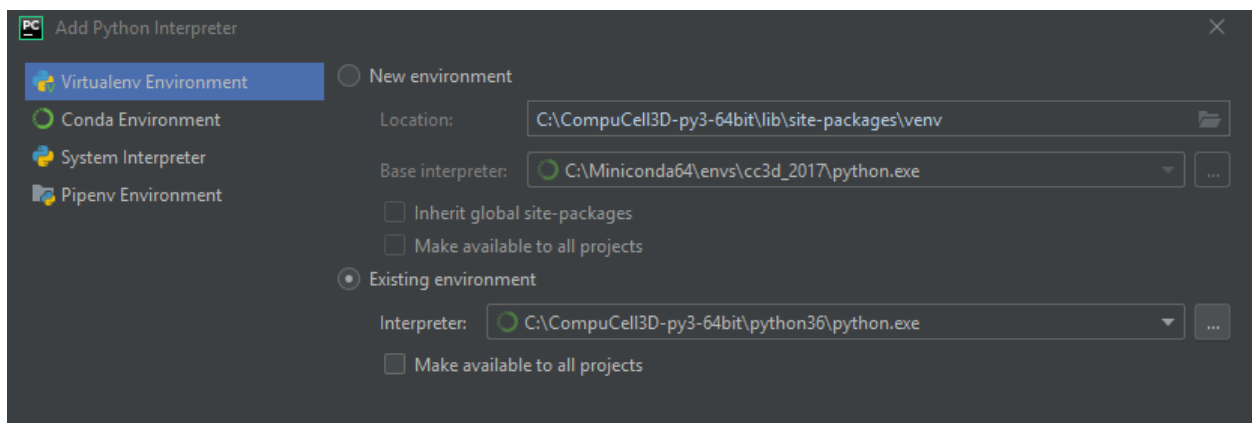 PC Add Python Interpreter
Virtualenv Environment
Conda Environment
System Interpreter
Pipenv Environment
New environment
Location: C:\CompuCell3D-py3-64bit\lib\site-packages\venv
Base interpreter: C:\Miniconda64\envs\cc3d_2017\python.exe ...
Inherit global site-packages
Make available to all projects
Existing environment
Interpreter: C:\CompuCell3D-py3-64bit\python36\python.exe ...
Make available to all projects